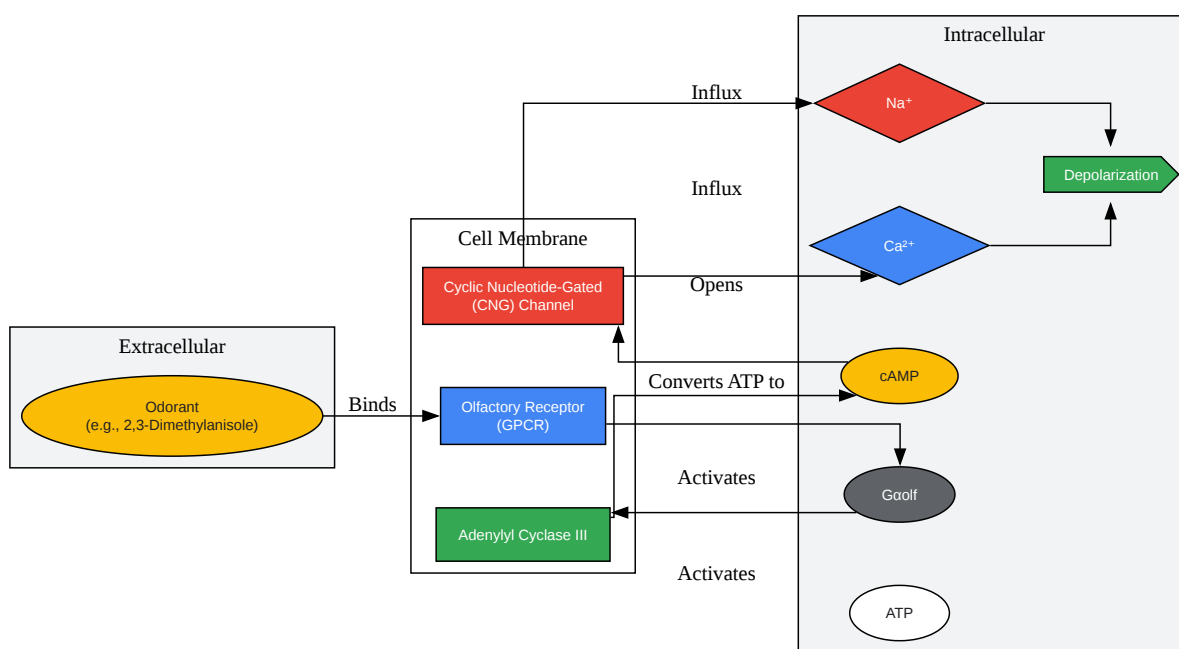 Intracellular
Influx
Na⁺
Depolarization
Influx
Cell Membrane
Ca²⁺
Cyclic Nucleotide-Gated
(CNG) Channel
Opens
Extracellular
Converts ATP to
cAMP
Odorant
(e.g., 2,3-Dimethylanisole)
Binds
Olfactory Receptor
(GPCR)
Activates
Gαolf
Adenylyl Cyclase III
Activates
ATP